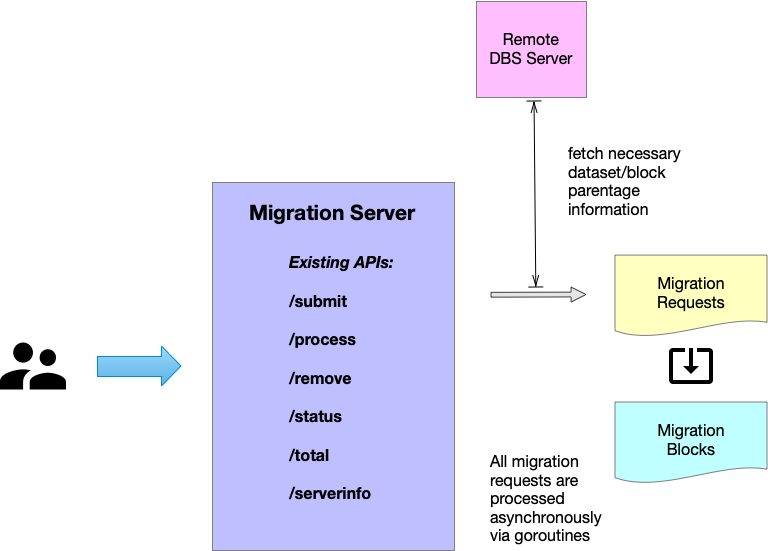 Remote
DBS Server
fetch necessary
dataset/block
parentage
information
Migration Server
Existing APIs:
/submit
/process
/remove
/status
/total
/serverinfo
Migration
Requests
Migration
Blocks
All migration
requests are
processed
asynchronously
via goroutines